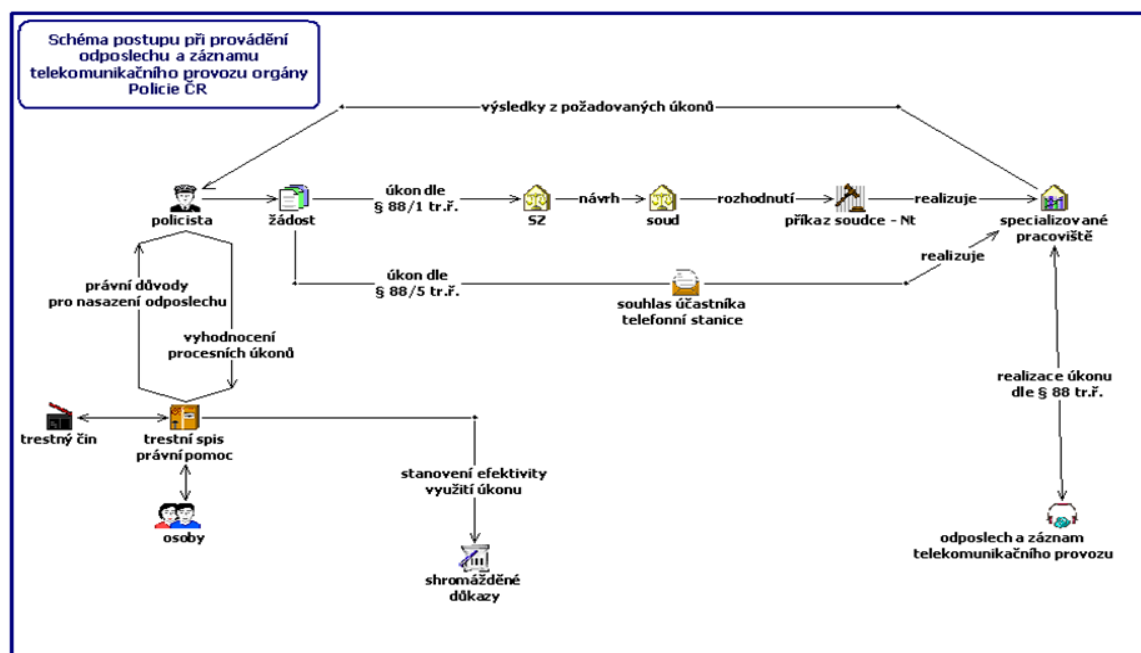 Schéma postupu při provádění
odposlechu a záznamu
telekomunikačního provozu orgány
Policie ČR
výsledky z požadovaných úkonů
policista
žádost
úkon dle
§ 88/1 tr.ř.
SZ
návrh
soud
rozhodnutí
příkaz soudce - Nt
realizuje
specializované
pracoviště
úkon dle
§ 88/5 tr.ř.
souhlas účastníka
telefonní stanice
realizuje
právní důvody
pro nasazení odposlechu
vyhodnocení
procesních úkonů
realizace úkonu
dle § 88 tr.ř.
trestný čin
trestní spis
právní pomoc
stanovení efektivity
využití úkonu
osoby
shromážděné
důkazy
odposlech a záznam
telekomunikačního provozu